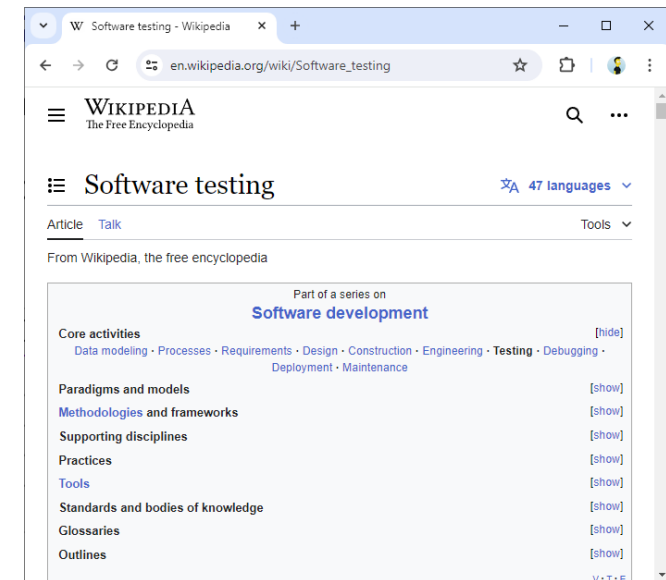 Software testing - Wikipedia
en.wikipedia.org/wiki/Software_testing
WIKIPEDIA
The Free Encyclopedia
Software testing
47 languages
Article Talk Tools
From Wikipedia, the free encyclopedia
Part of a series on
Software development
Core activities [hide]
Data modeling · Processes · Requirements · Design · Construction · Engineering · Testing · Debugging ·
Deployment · Maintenance
Paradigms and models [show]
Methodologies and frameworks [show]
Supporting disciplines [show]
Practices [show]
Tools [show]
Standards and bodies of knowledge [show]
Glossaries [show]
Outlines [show]
V · T · E